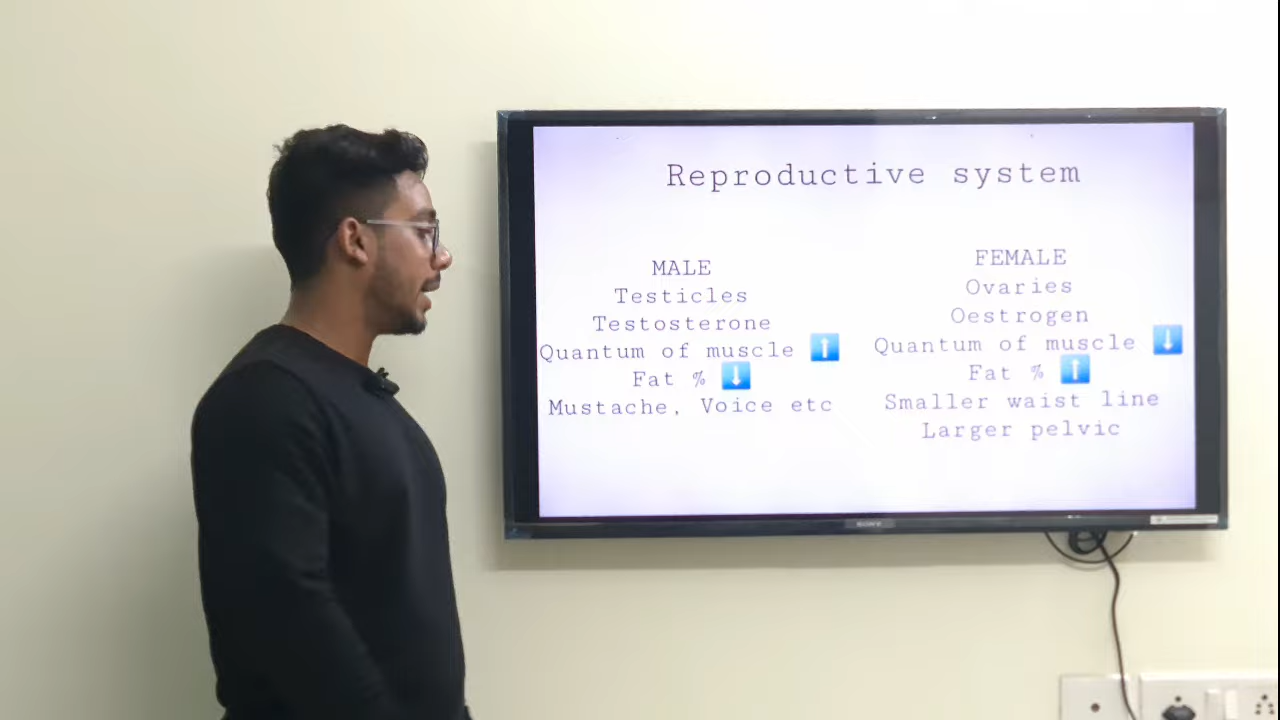 Reproductive system
MALE
Testicles
Testosterone
Quantum of muscle ⬆️
Fat % ⬇️
Mustache, Voice etc
FEMALE
Ovaries
Oestrogen
Quantum of muscle ⬇️
Fat % ⬆️
Smaller waist line
Larger pelvic
SONY